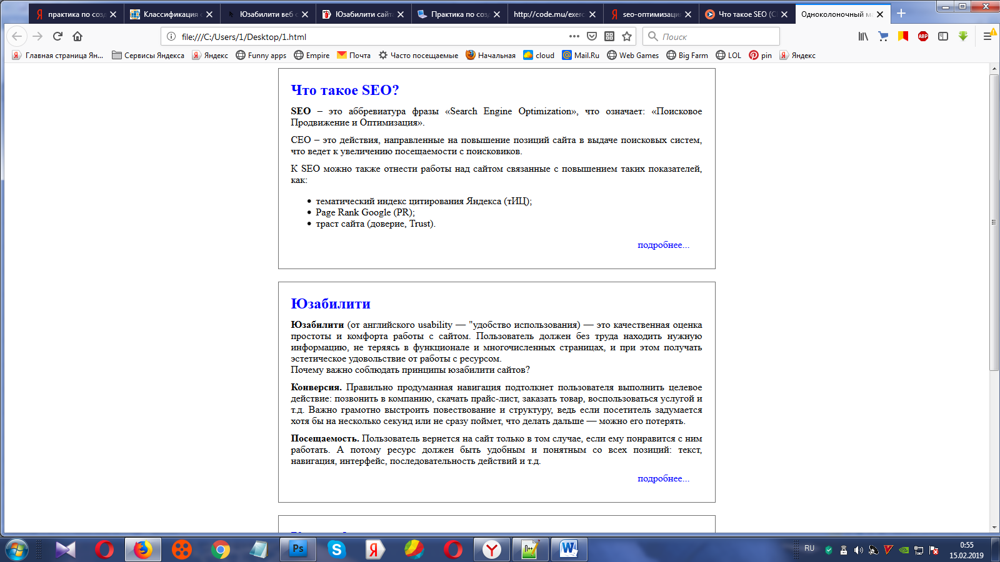 практика по созд
Классификация
Юзабилити веб с
Юзабилити сайт
Практика по созд
http://code.mu/exerc
seo-оптимизаци
Что такое SEO (С
Одноколоночный ма
file:///C:/Users/1/Desktop/1.html
Поиск
ABP
Главная страница Ян...
Сервисы Яндекса
Яндекс
Funny apps
Empire
Почта
Часто посещаемые
Начальная
cloud
Mail.Ru
Web Games
Big Farm
LOL
pin
Яндекс
Что такое SEO?
SEO – это аббревиатура фразы «Search Engine Optimization», что означает: «Поисковое
Продвижение и Оптимизация».
СЕО – это действия, направленные на повышение позиций сайта в выдаче поисковых систем,
что ведет к увеличению посещаемости с поисковиков.
К SEO можно также отнести работы над сайтом связанные с повышением таких показателей,
как:
• тематический индекс цитирования Яндекса (тИЦ);
• Page Rank Google (PR);
• траст сайта (доверие, Trust).
подробнее...
Юзабилити
Юзабилити (от английского usability — "удобство использования) — это качественная оценка
простоты и комфорта работы с сайтом. Пользователь должен без труда находить нужную
информацию, не теряясь в функционале и многочисленных страницах, и при этом получать
эстетическое удовольствие от работы с ресурсом.
Почему важно соблюдать принципы юзабилити сайтов?
Конверсия. Правильно продуманная навигация подтолкнет пользователя выполнить целевое
действие: позвонить в компанию, скачать прайс-лист, заказать товар, воспользоваться услугой и
т.д. Важно грамотно выстроить повествование и структуру, ведь если посетитель задумается
хотя бы на несколько секунд или не сразу поймет, что делать дальше — можно его потерять.
Посещаемость. Пользователь вернется на сайт только в том случае, если ему понравится с ним
работать. А потому ресурс должен быть удобным и понятным со всех позиций: текст,
навигация, интерфейс, последовательность действий и т.д.
подробнее...
Ps
RU
0:55
15.02.2019